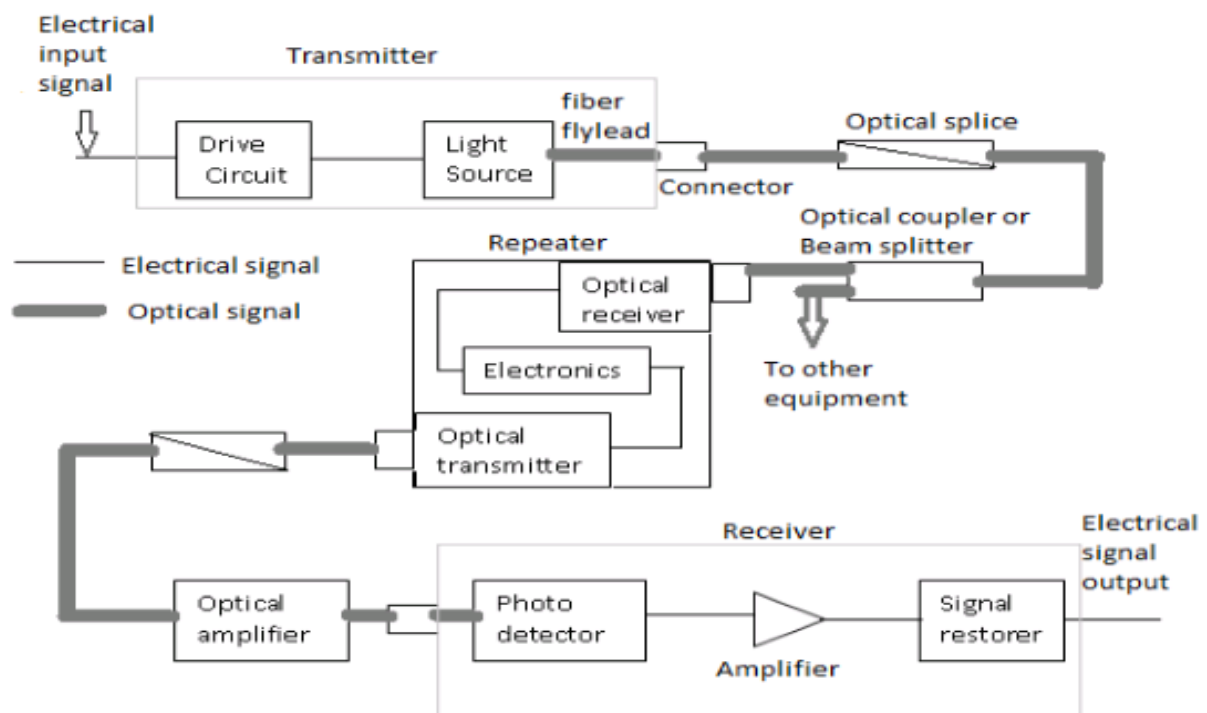 Electrical
input
signal
Transmitter
Drive
Circuit
Light
Source
fiber
flylead
Connector
Optical splice
Optical coupler or
Beam splitter
To other
equipment
Electrical signal
Optical signal
Repeater
Optical
receiver
Electronics
Optical
transmitter
Optical
amplifier
Receiver
Photo
detector
Amplifier
Signal
restorer
Electrical
signal
output